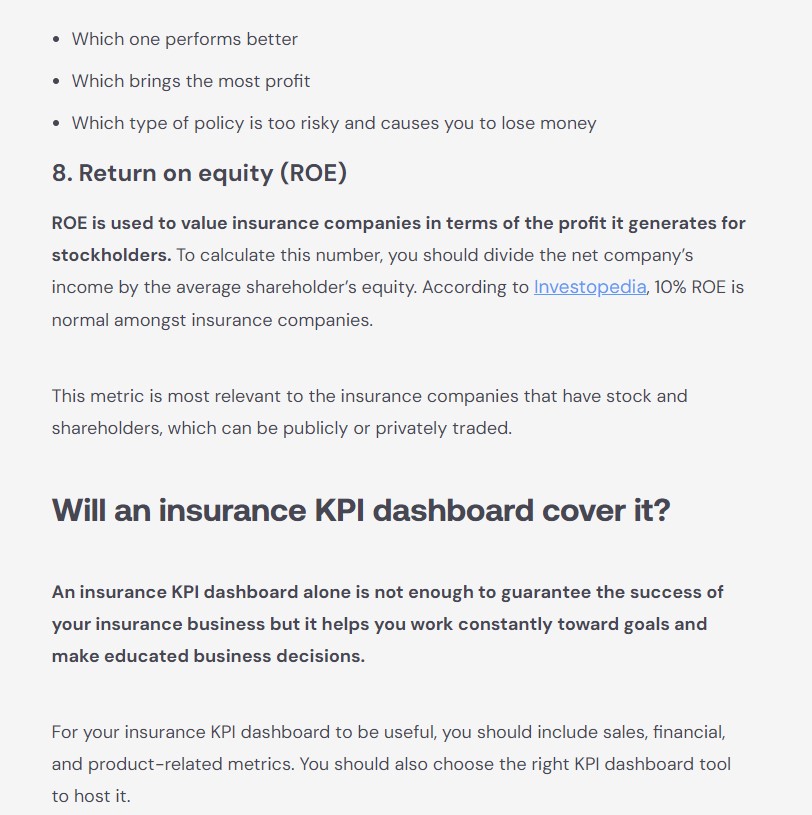 • Which one performs better
• Which brings the most profit
• Which type of policy is too risky and causes you to lose money
8. Return on equity (ROE)
ROE is used to value insurance companies in terms of the profit it generates for
stockholders. To calculate this number, you should divide the net company’s
income by the average shareholder’s equity. According to Investopedia, 10% ROE is
normal amongst insurance companies.
This metric is most relevant to the insurance companies that have stock and
shareholders, which can be publicly or privately traded.
Will an insurance KPI dashboard cover it?
An insurance KPI dashboard alone is not enough to guarantee the success of
your insurance business but it helps you work constantly toward goals and
make educated business decisions.
For your insurance KPI dashboard to be useful, you should include sales, financial,
and product-related metrics. You should also choose the right KPI dashboard tool
to host it.